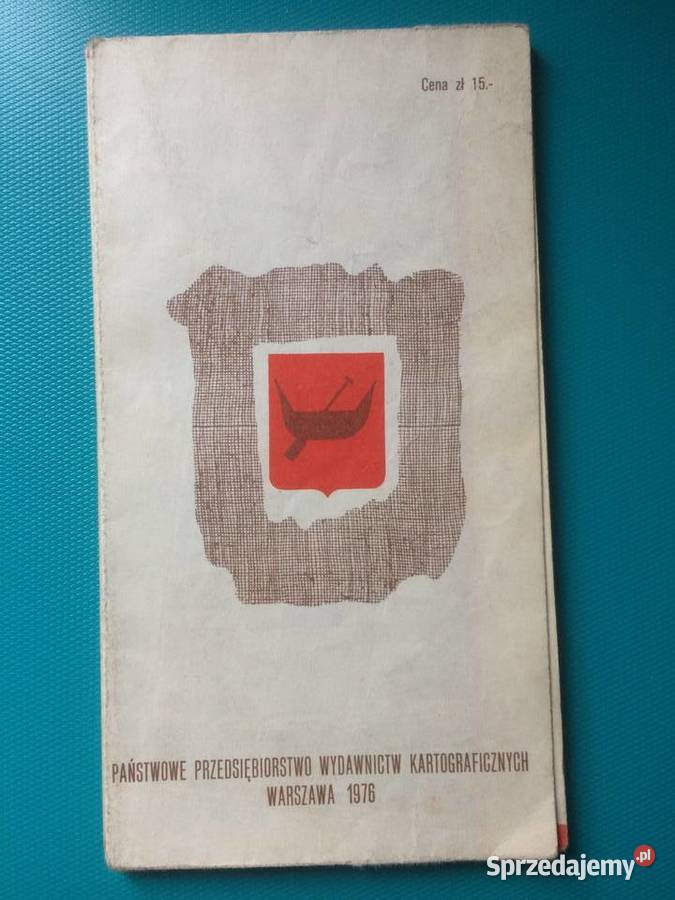 Cena zł 15.-
PAŃSTWOWE PRZEDSIĘBIORSTWO WYDAWNICTW KARTOGRAFICZNYCH
WARSZAWA 1976
Sprzedajemy.pl